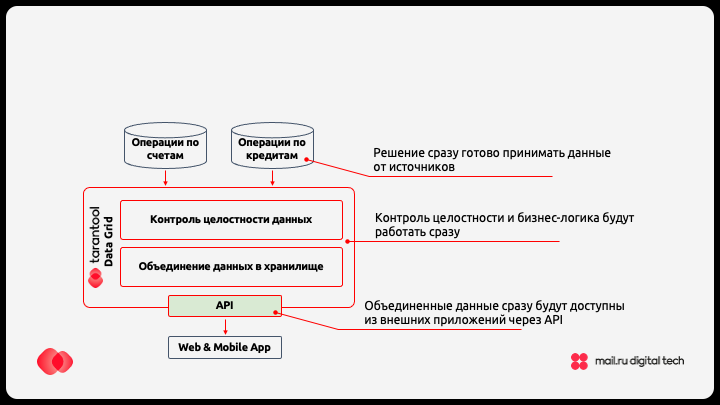 Операции по
счетам
Операции по
кредитам
Решение сразу готово принимать данные
от источников
tarantool
Data Grid
Контроль целостности данных
Контроль целостности и бизнес-логика будут
работать сразу
Объединение данных в хранилище
API
Объединенные данные сразу будут доступны
из внешних приложений через API
Web & Mobile App
mail.ru digital tech